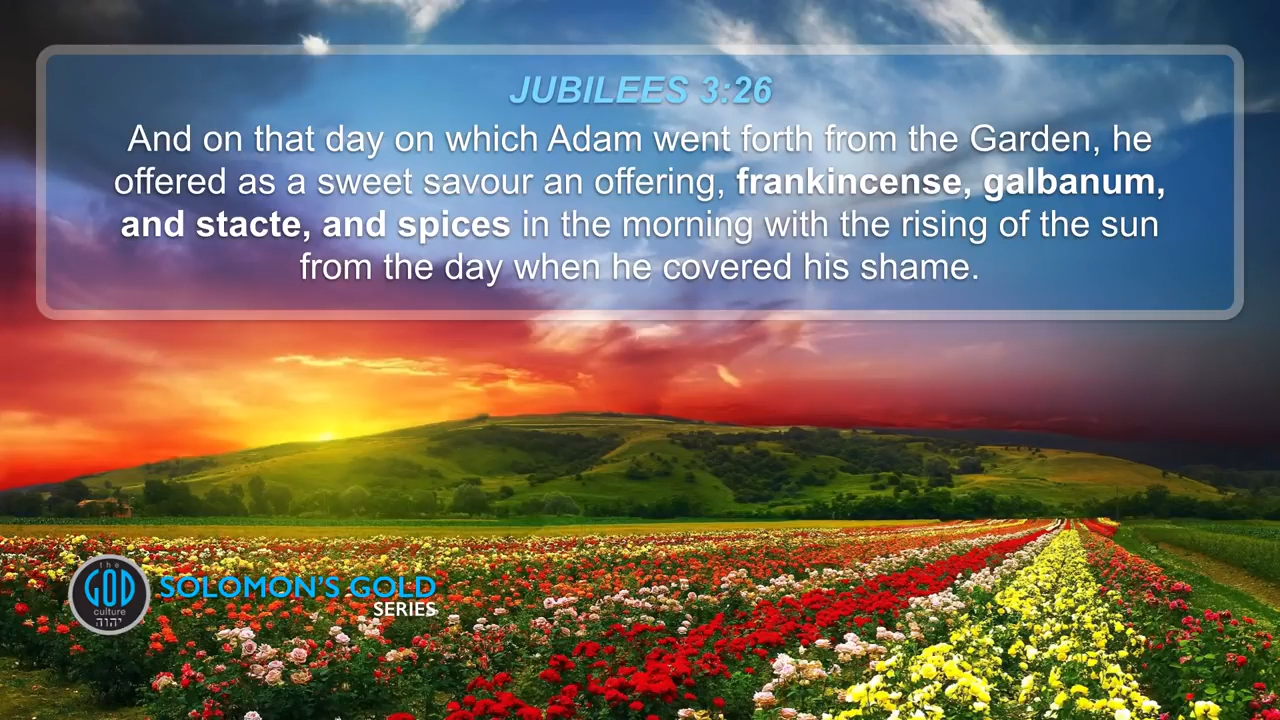 JUBILEES 3:26
And on that day on which Adam went forth from the Garden, he
offered as a sweet savour an offering, frankincense, galbanum,
and stacte, and spices in the morning with the rising of the sun
from the day when he covered his shame.
the
GOD
culture
יהוה
SOLOMON'S GOLD
SERIES